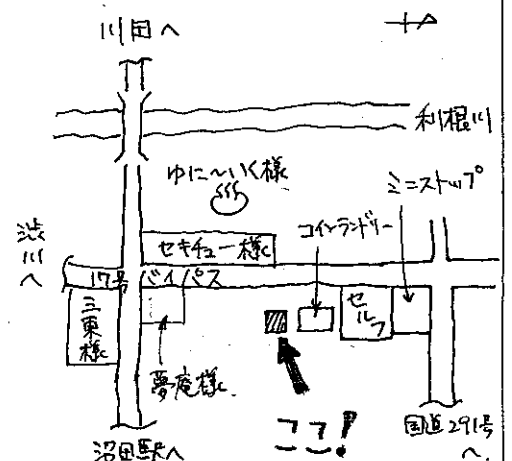 川田へ
利根川
ゆに〜いく様
ミニストップ
コインランドリー
セキチュー様
渋川へ
17号 バイパス
三東様
夢庵様
セルフ
ここ!
沼田駅へ
国道291号へ